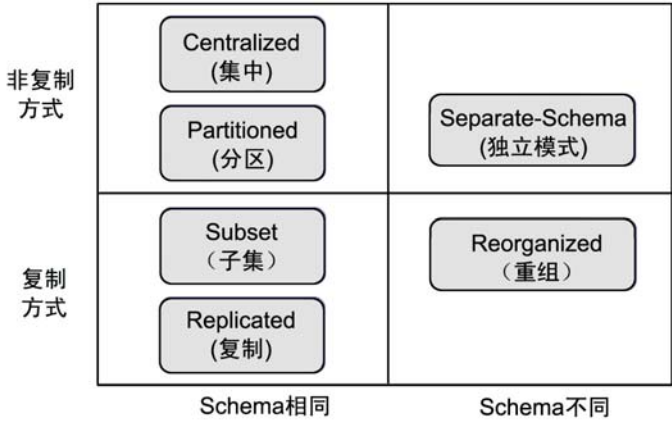 非复制
方式
Centralized
(集中)
Partitioned
(分区)
Separate-Schema
(独立模式)
复制
方式
Subset
（子集）
Replicated
(复制)
Reorganized
（重组）
Schema相同
Schema不同